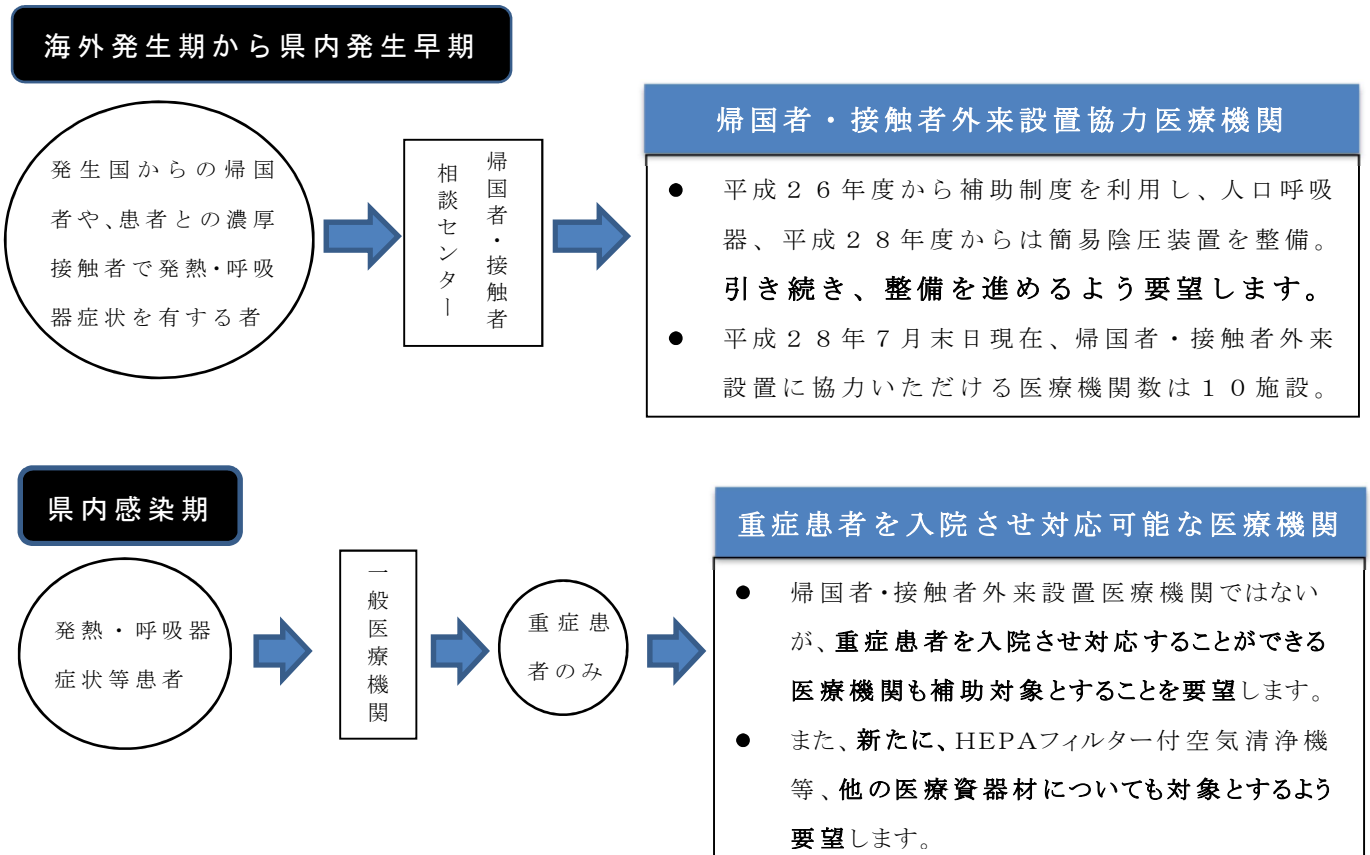 海外発生期から県内発生早期
発生国からの帰国
者や、患者との濃厚
接触者で発熱・呼吸
器症状を有する者
帰国者・接触者
相談センター
帰国者・接触者外来設置協力医療機関
● 平成２６年度から補助制度を利用し、人口呼吸
器、平成２８年度からは簡易陰圧装置を整備。
引き続き、整備を進めるよう要望します。
● 平成２８年７月末日現在、帰国者・接触者外来
設置に協力いただける医療機関数は１０施設。
県内感染期
発熱・呼吸器
症状等患者
一般医療機関
重症患
者のみ
重症患者を入院させ対応可能な医療機関
● 帰国者・接触者外来設置医療機関ではない
が、重症患者を入院させ対応することができる
医療機関も補助対象とすることを要望します。
● また、新たに、HEPAフィルター付空気清浄機
等、他の医療資器材についても対象とするよう
要望します。